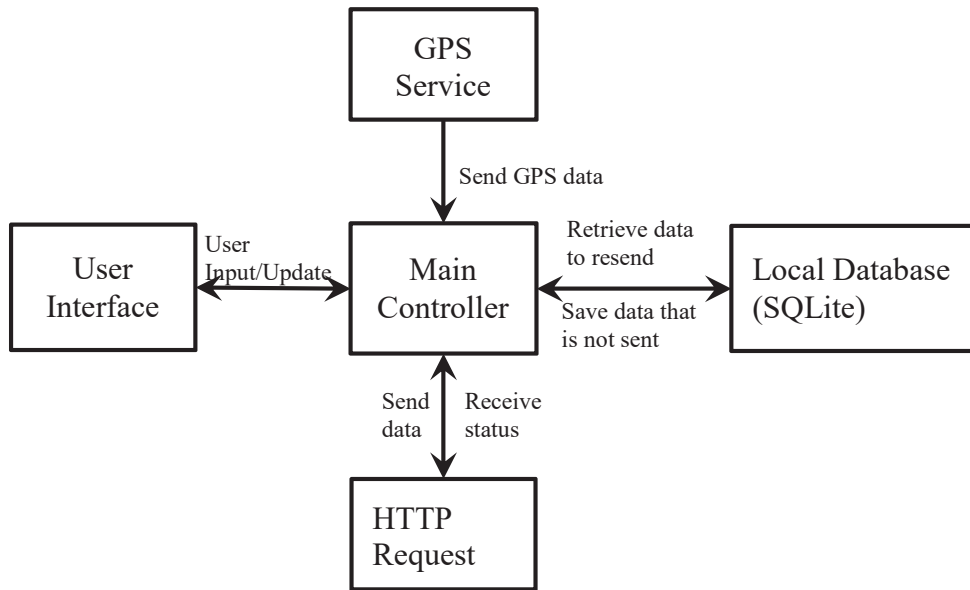 GPS
Service
Send GPS data
User
Interface
User
Input/Update
Main
Controller
Retrieve data
to resend
Save data that
is not sent
Local Database
(SQLite)
Send
data
Receive
status
HTTP
Request